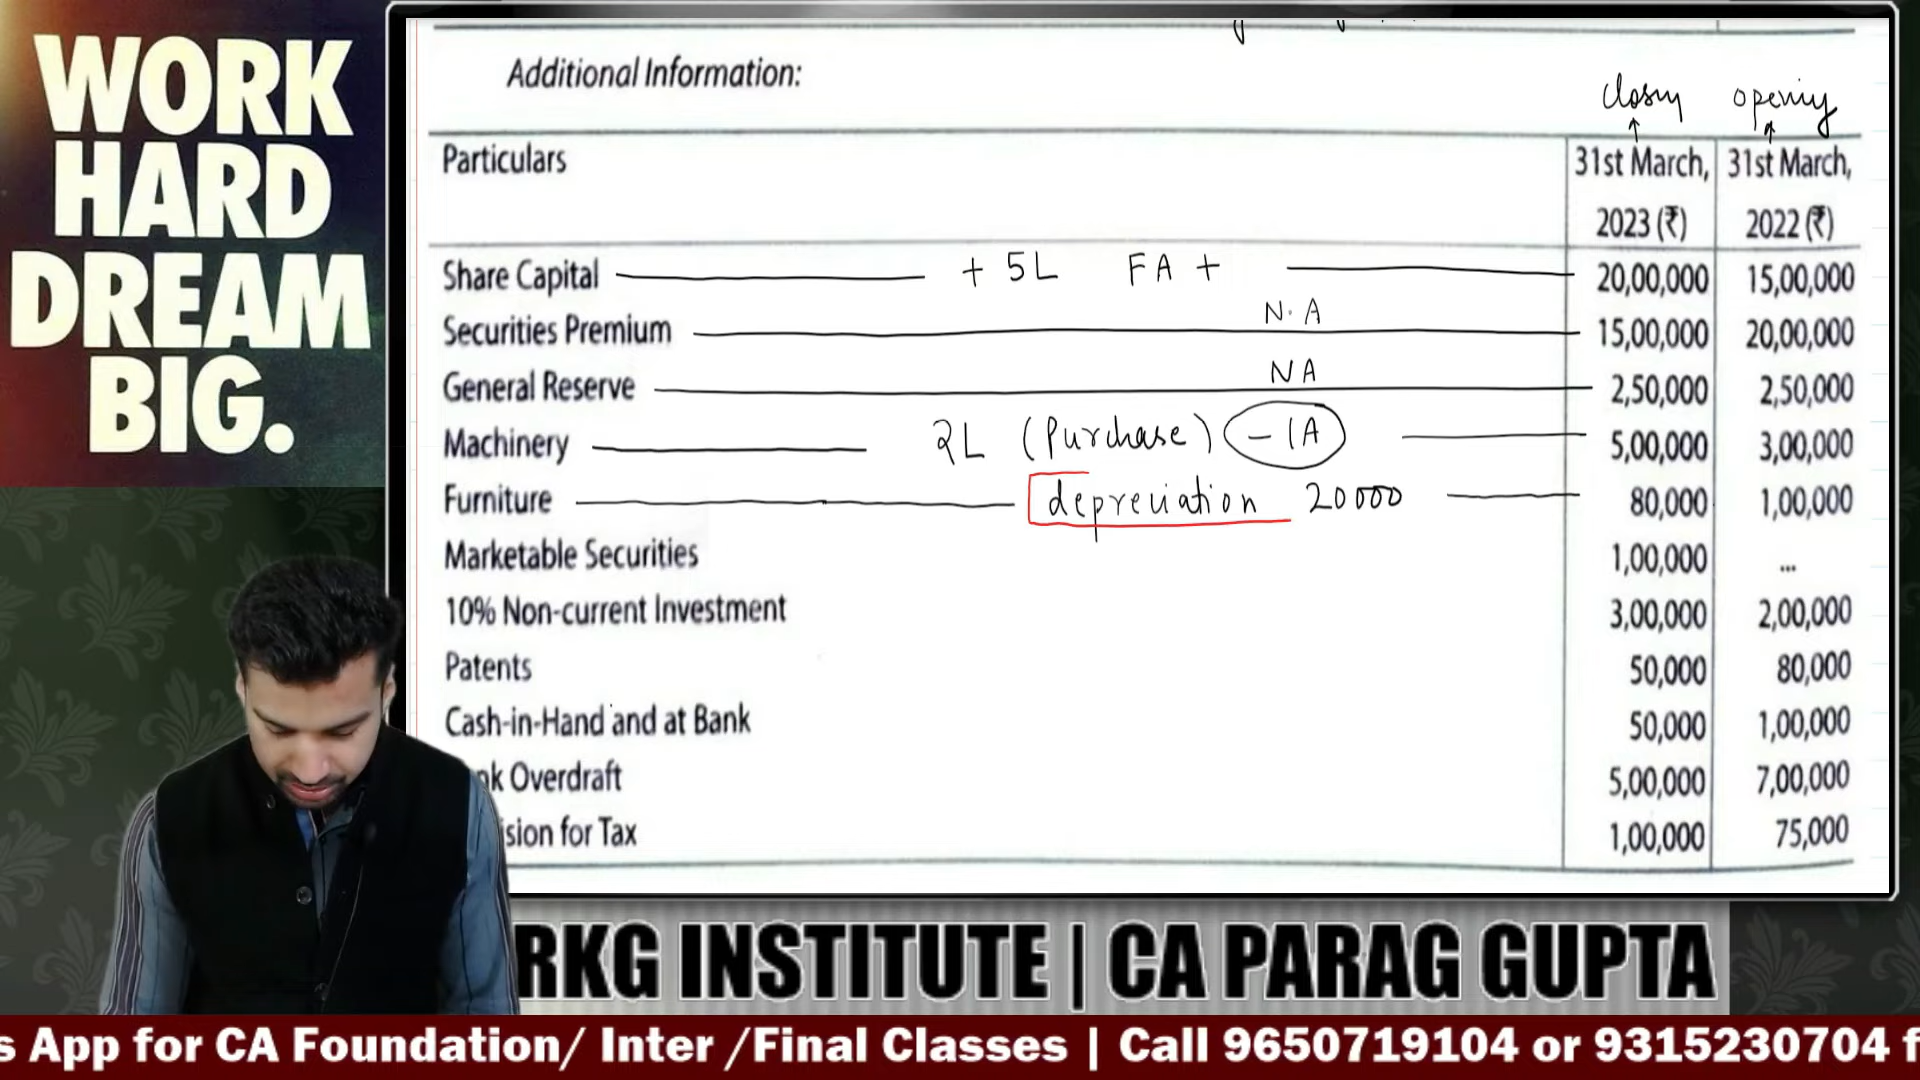 WORK
HARD
DREAM
BIG.
Additional Information:
closing opening
Particulars 31st March, 2023 (₹) 31st March, 2022 (₹)
Share Capital + 5L FA + 20,00,000 15,00,000
Securities Premium N.A 15,00,000 20,00,000
General Reserve NA 2,50,000 2,50,000
Machinery 2L (Purchase) - IA 5,00,000 3,00,000
Furniture depreciation 20000 80,000 1,00,000
Marketable Securities 1,00,000 ...
10% Non-current Investment 3,00,000 2,00,000
Patents 50,000 80,000
Cash-in-Hand and at Bank 50,000 1,00,000
k Overdraft 5,00,000 7,00,000
sion for Tax 1,00,000 75,000
RKG INSTITUTE | CA PARAG GUPTA
s App for CA Foundation/ Inter /Final Classes | Call 9650719104 or 9315230704 f